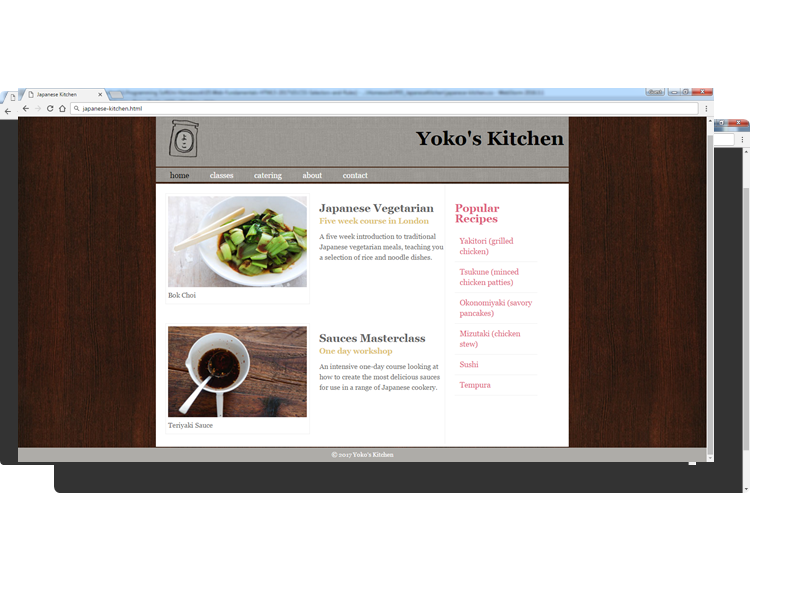 Japanese Kitchen
japanese-kitchen.html
Yoko's Kitchen
home classes catering about contact
Japanese Vegetarian
Five week course in London
A five week introduction to traditional
Japanese vegetarian meals, teaching you
a selection of rice and noodle dishes.
Bok Choi
Sauces Masterclass
One day workshop
An intensive one-day course looking at
how to create the most delicious sauces
for use in a range of Japanese cookery.
Teriyaki Sauce
Popular
Recipes
Yakitori (grilled
chicken)
Tsukune (minced
chicken patties)
Okonomiyaki (savory
pancakes)
Mizutaki (chicken
stew)
Sushi
Tempura
© 2017 Yoko's Kitchen